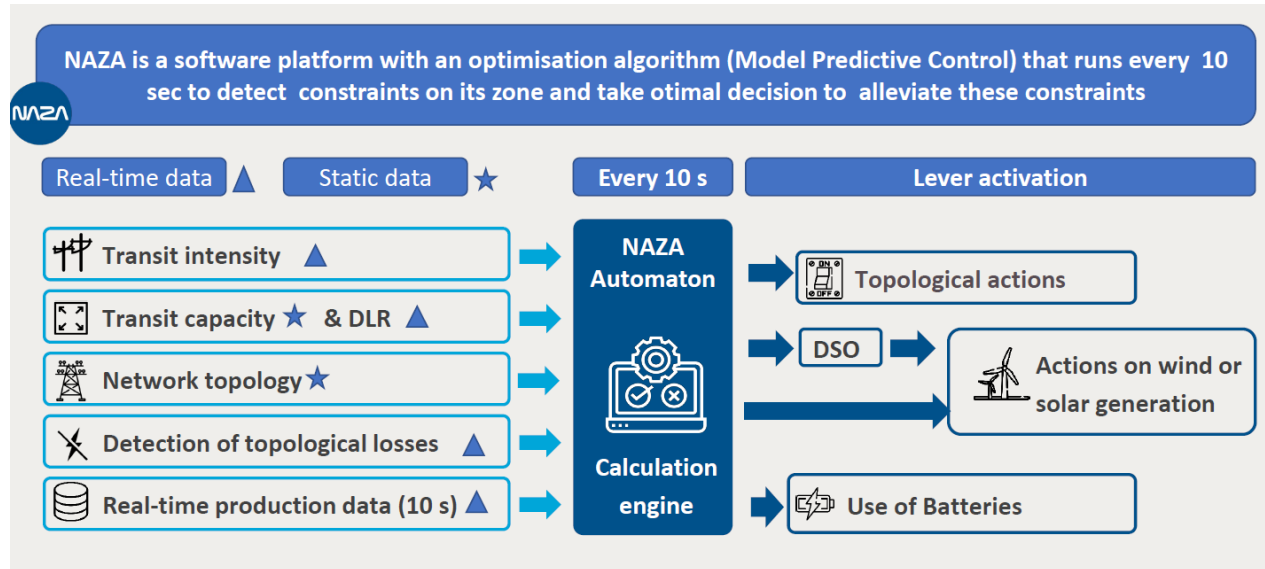 NAZA is a software platform with an optimisation algorithm (Model Predictive Control) that runs every 10
sec to detect constraints on its zone and take otimal decision to alleviate these constraints
NAZA
Real-time data
Static data
Every 10 s
Lever activation
Transit intensity
Transit capacity & DLR
Network topology
Detection of topological losses
Real-time production data (10 s)
NAZA
Automaton
Calculation
engine
ON
OFF
Topological actions
DSO
Actions on wind or
solar generation
Use of Batteries